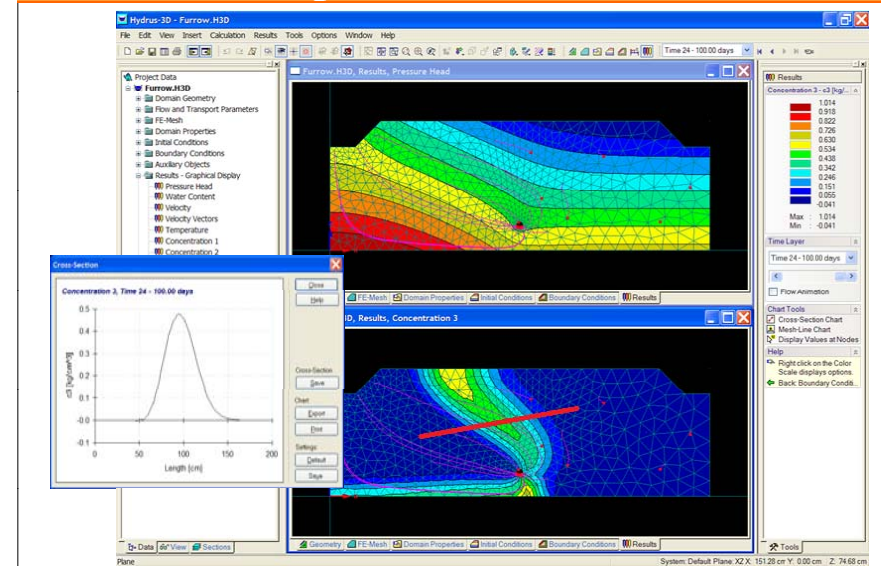 Hydrus-3D - Furrow.H3D
File Edit View Insert Calculation Results Tools Options Window Help
Time 24 - 100.00 days
Project Data
Furrow.H3D
Domain Geometry
Flow and Transport Parameters
FE-Mesh
Domain Properties
Initial Conditions
Boundary Conditions
Auxiliary Objects
Results - Graphical Display
Pressure Head
Water Content
Velocity
Velocity Vectors
Temperature
Concentration 1
Concentration 2
Furrow.H3D, Results, Pressure Head
FE-Mesh Domain Properties Initial Conditions Boundary Conditions Results
3D, Results, Concentration 3
Geometry FE-Mesh Domain Properties Initial Conditions Boundary Conditions Results
Cross-Section
Concentration 3, Time 24 - 100.00 days
0.5
0.4
0.3
0.2
0.1
-0.0
-0.1
c3 [kg/cm^3]
0 50 100 150 200
Length [cm]
Close
Help
Cross-Section
Save
Chart
Export
Print
Settings
Default
Save
Results
Concentration 3 - c3 [kg/...
1.014
0.918
0.822
0.726
0.630
0.534
0.438
0.342
0.246
0.151
0.055
-0.041
Max : 1.014
Min : -0.041
Time Layer
Time 24 - 100.00 days
Flow Animation
Chart Tools
Cross-Section Chart
Mesh-Line Chart
Display Values at Nodes
Help
Right click on the Color
Scale displays options.
Back: Boundary Conditi...
Data View Sections
Tools
Plane
System: Default Plane: XZ X: 151.28 cm Y: 0.00 cm Z: 74.68 cm